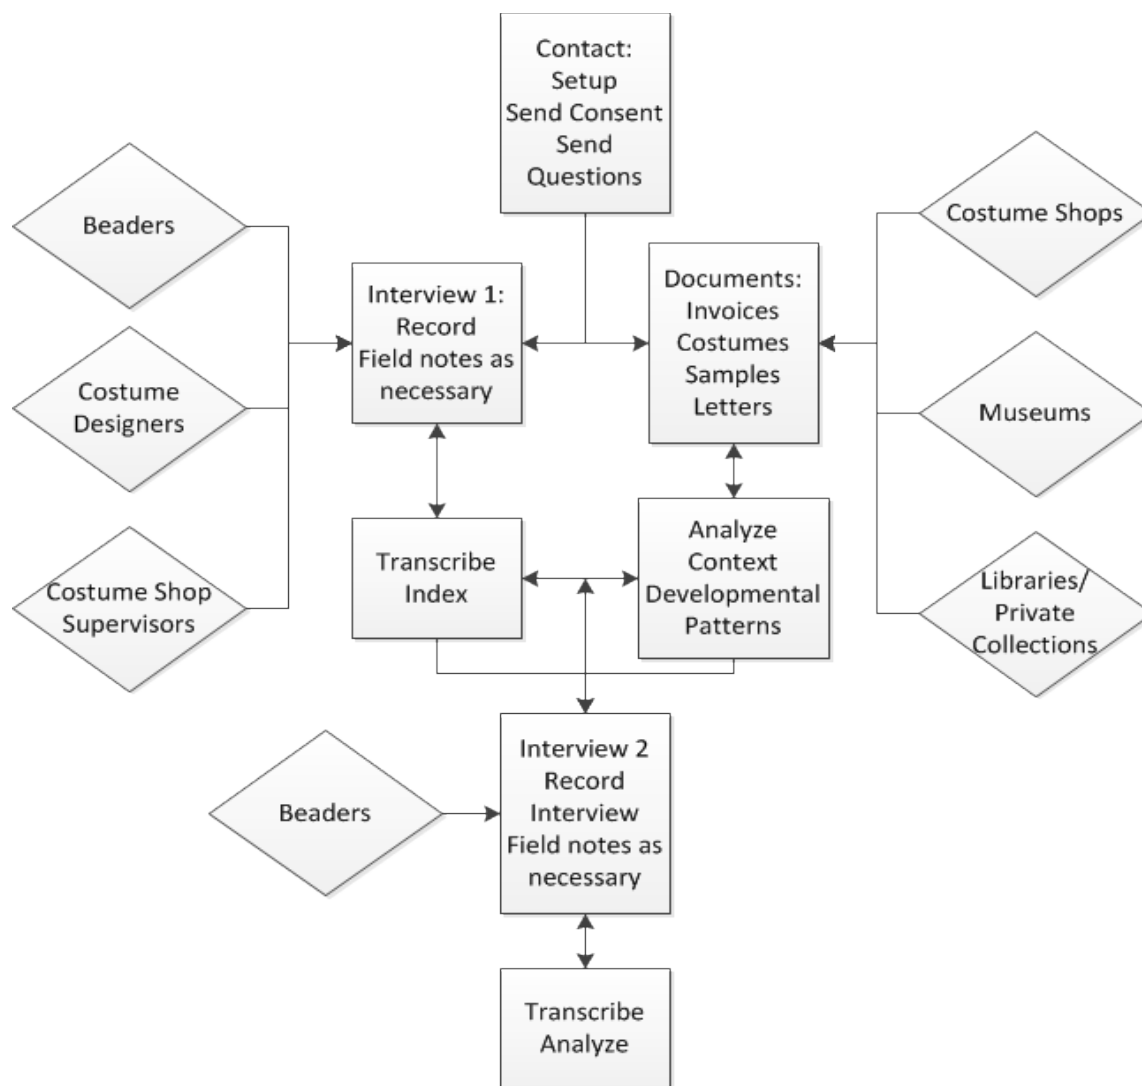 Contact:
Setup
Send Consent
Send
Questions
Beaders
Costume Shops
Interview 1:
Record
Field notes as
necessary
Documents:
Invoices
Costumes
Samples
Letters
Costume
Designers
Museums
Costume Shop
Supervisors
Transcribe
Index
Analyze
Context
Developmental
Patterns
Libraries/
Private
Collections
Beaders
Interview 2
Record
Interview
Field notes as
necessary
Transcribe
Analyze